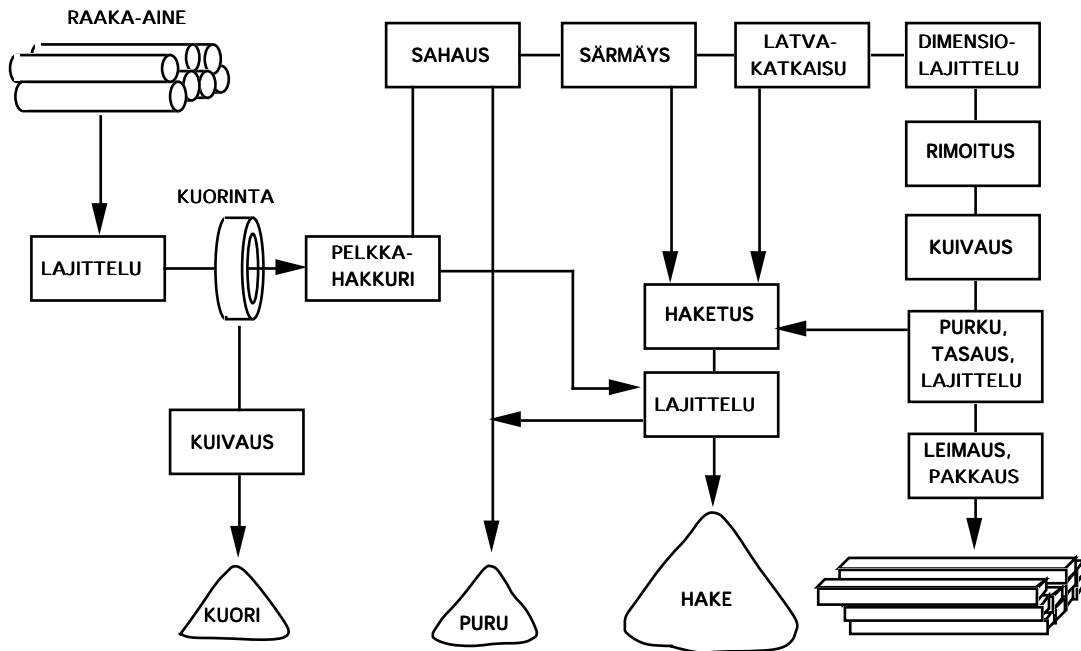 RAAKA-AINE
SAHAUS
SÄRMÄYS
LATVA-
KATKAISU
DIMENSIO-
LAJITTELU
RIMOITUS
KUORINTA
LAJITTELU
PELKKA-
HAKKURI
KUIVAUS
HAKETUS
PURKU,
TASAUS,
LAJITTELU
LAJITTELU
KUIVAUS
LEIMAUS,
PAKKAUS
KUORI
PURU
HAKE